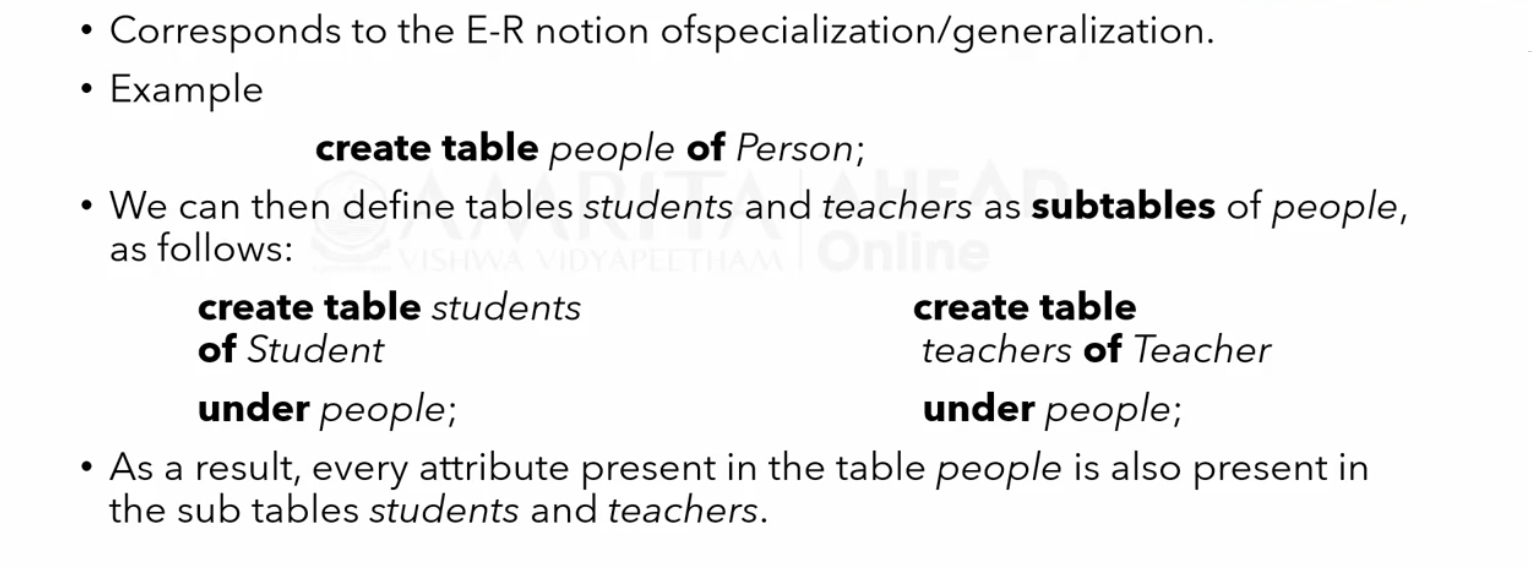 • Corresponds to the E-R notion ofspecialization/generalization.
• Example
create table people of Person;
• We can then define tables students and teachers as subtables of people,
as follows:
create table students
of Student
under people;
create table
teachers of Teacher
under people;
• As a result, every attribute present in the table people is also present in
the sub tables students and teachers.
AMRITA
VISHWA VIDYAPEETHAM
AHEAD
Online